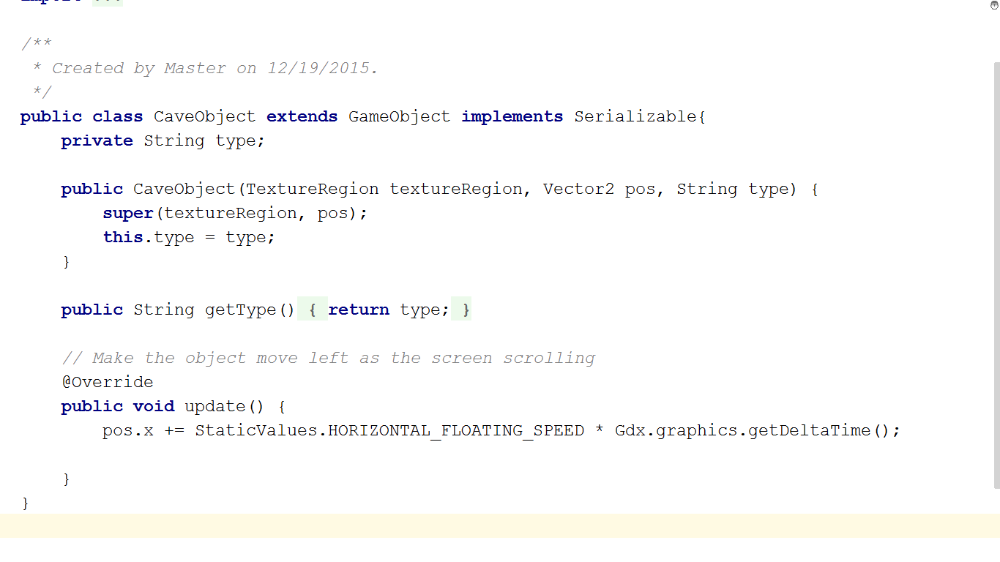 import ...
/**
 * Created by Master on 12/19/2015.
 */
public class CaveObject extends GameObject implements Serializable{
    private String type;
    public CaveObject(TextureRegion textureRegion, Vector2 pos, String type) {
        super(textureRegion, pos);
        this.type = type;
    }
    public String getType() { return type; }
    // Make the object move left as the screen scrolling
    @Override
    public void update() {
        pos.x += StaticValues.HORIZONTAL_FLOATING_SPEED * Gdx.graphics.getDeltaTime();
    }
}